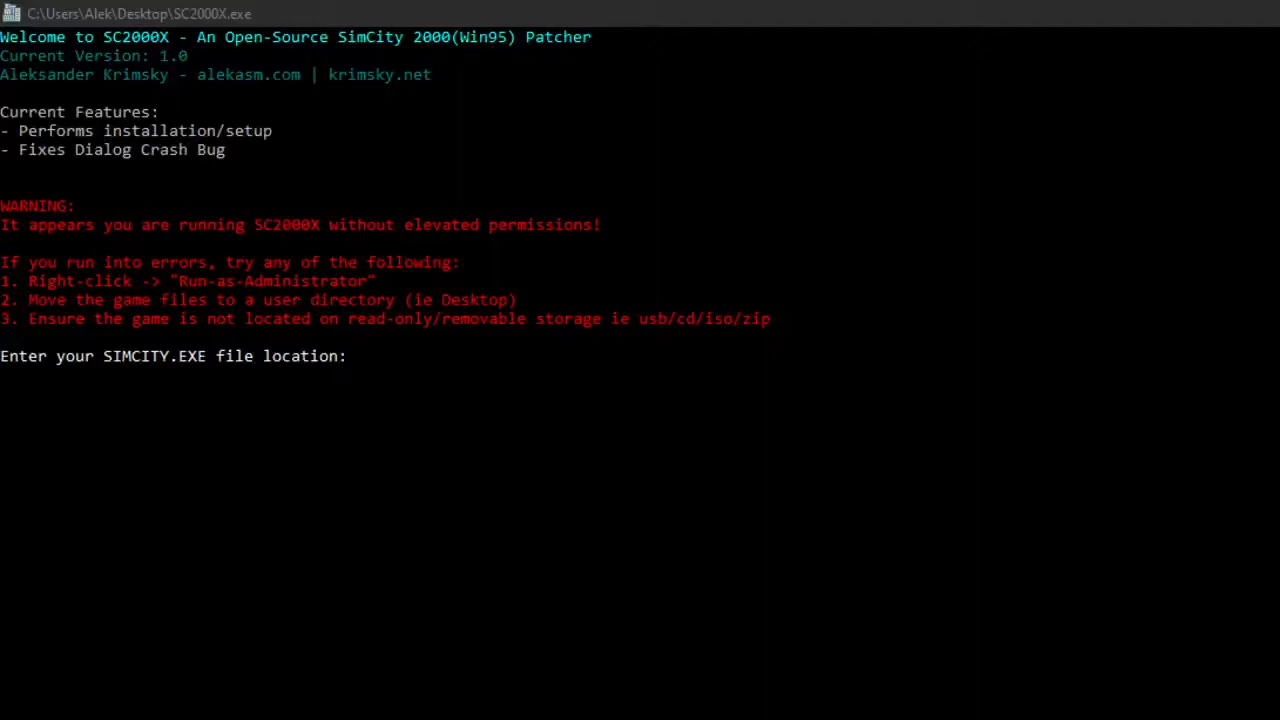 C:\Users\Alek\Desktop\SC2000X.exe
Welcome to SC2000X - An Open-Source SimCity 2000(Win95) Patcher
Current Version: 1.0
Aleksander Krimsky - alekasm.com | krimsky.net
Current Features:
- Performs installation/setup
- Fixes Dialog Crash Bug
WARNING:
It appears you are running SC2000X without elevated permissions!
If you run into errors, try any of the following:
1. Right-click -> "Run-as-Administrator"
2. Move the game files to a user directory (ie Desktop)
3. Ensure the game is not located on read-only/removable storage ie usb/cd/iso/zip
Enter your SIMCITY.EXE file location: